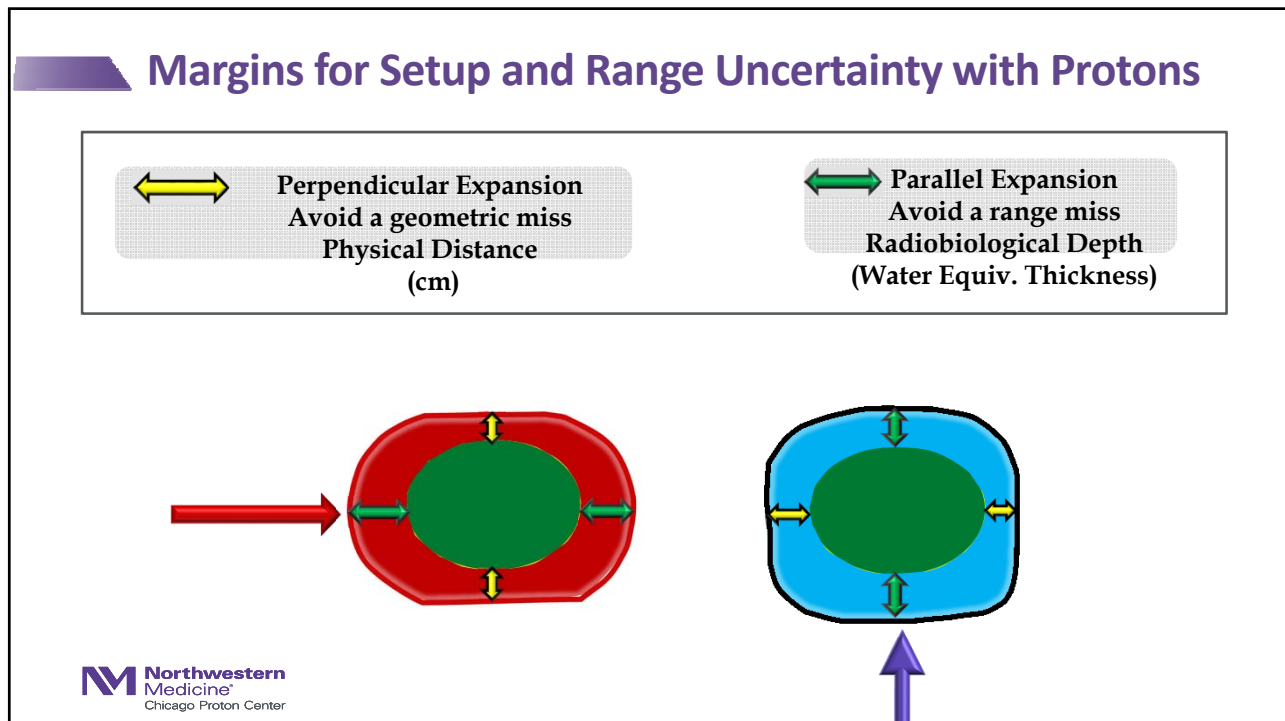 Margins for Setup and Range Uncertainty with Protons
Perpendicular Expansion
Avoid a geometric miss
Physical Distance
(cm)
Parallel Expansion
Avoid a range miss
Radiobiological Depth
(Water Equiv. Thickness)
NM Northwestern
Medicine®
Chicago Proton Center